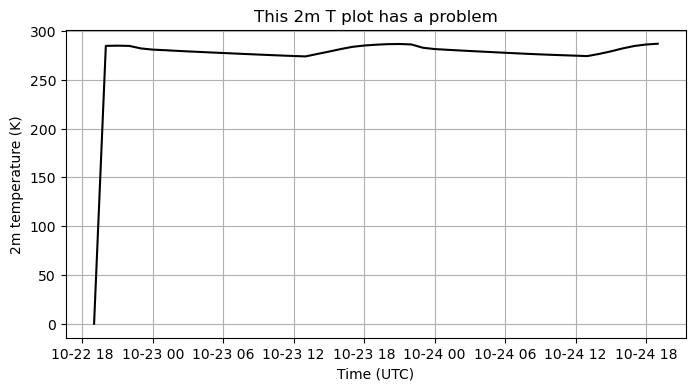 This 2m T plot has a problem
300
250
200
150
100
50
0
2m temperature (K)
10-22 18 10-23 00 10-23 06 10-23 12 10-23 18 10-24 00 10-24 06 10-24 12 10-24 18
Time (UTC)